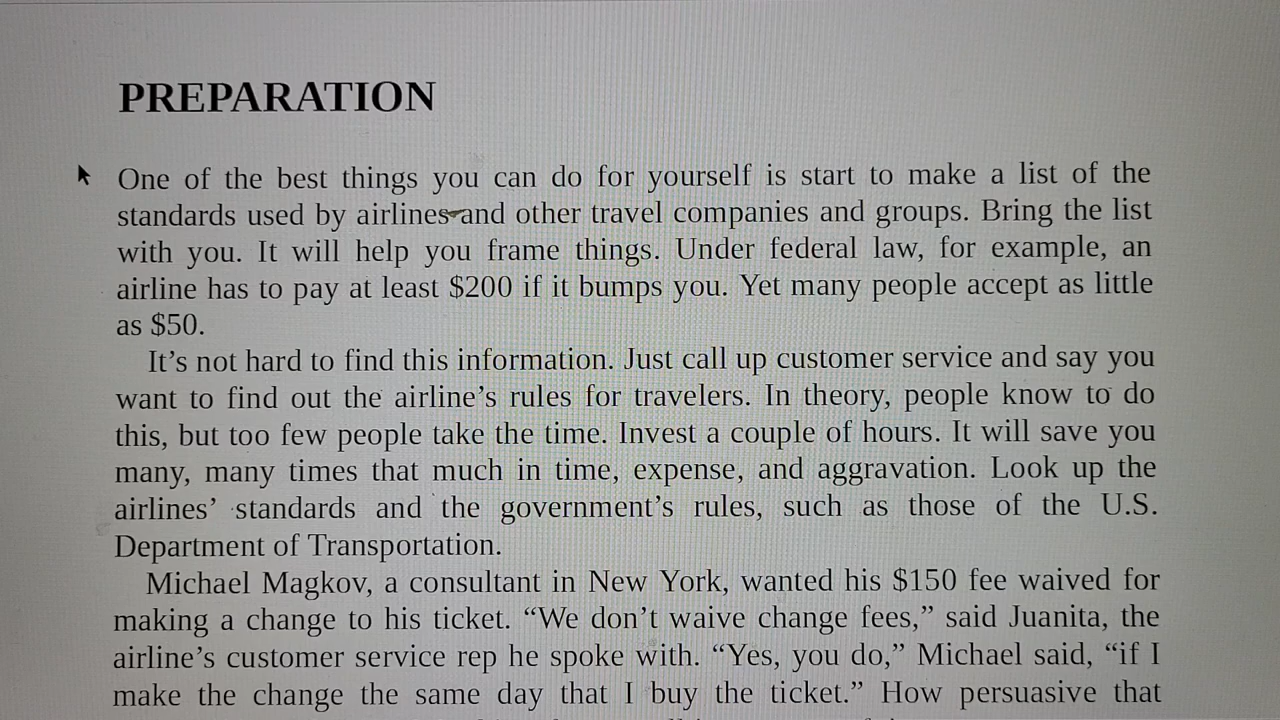 PREPARATION
One of the best things you can do for yourself is start to make a list of the
standards used by airlines and other travel companies and groups. Bring the list
with you. It will help you frame things. Under federal law, for example, an
airline has to pay at least $200 if it bumps you. Yet many people accept as little
as $50.
It’s not hard to find this information. Just call up customer service and say you
want to find out the airline’s rules for travelers. In theory, people know to do
this, but too few people take the time. Invest a couple of hours. It will save you
many, many times that much in time, expense, and aggravation. Look up the
airlines’ standards and the government’s rules, such as those of the U.S.
Department of Transportation.
Michael Magkov, a consultant in New York, wanted his $150 fee waived for
making a change to his ticket. “We don’t waive change fees,” said Juanita, the
airline’s customer service rep he spoke with. “Yes, you do,” Michael said, “if I
make the change the same day that I buy the ticket.” How persuasive that